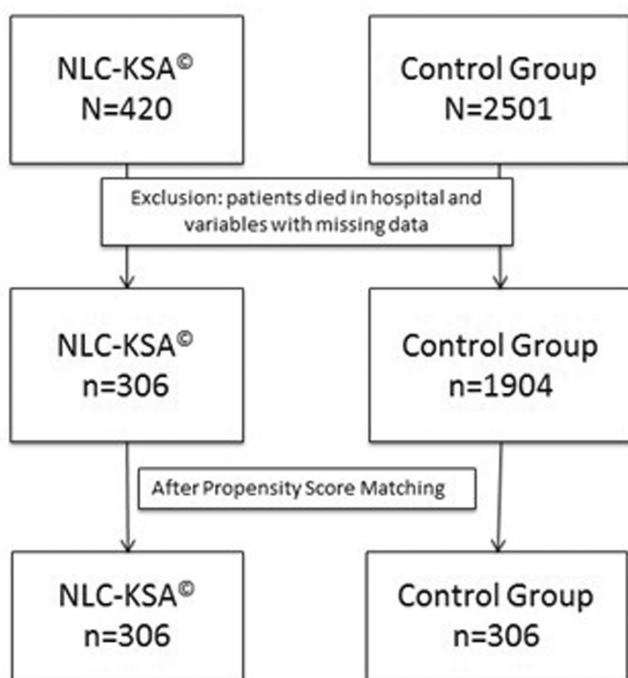 NLC-KSA©
N=420
Control Group
N=2501
Exclusion: patients died in hospital and
variables with missing data
NLC-KSA©
n=306
Control Group
n=1904
After Propensity Score Matching
NLC-KSA©
n=306
Control Group
n=306